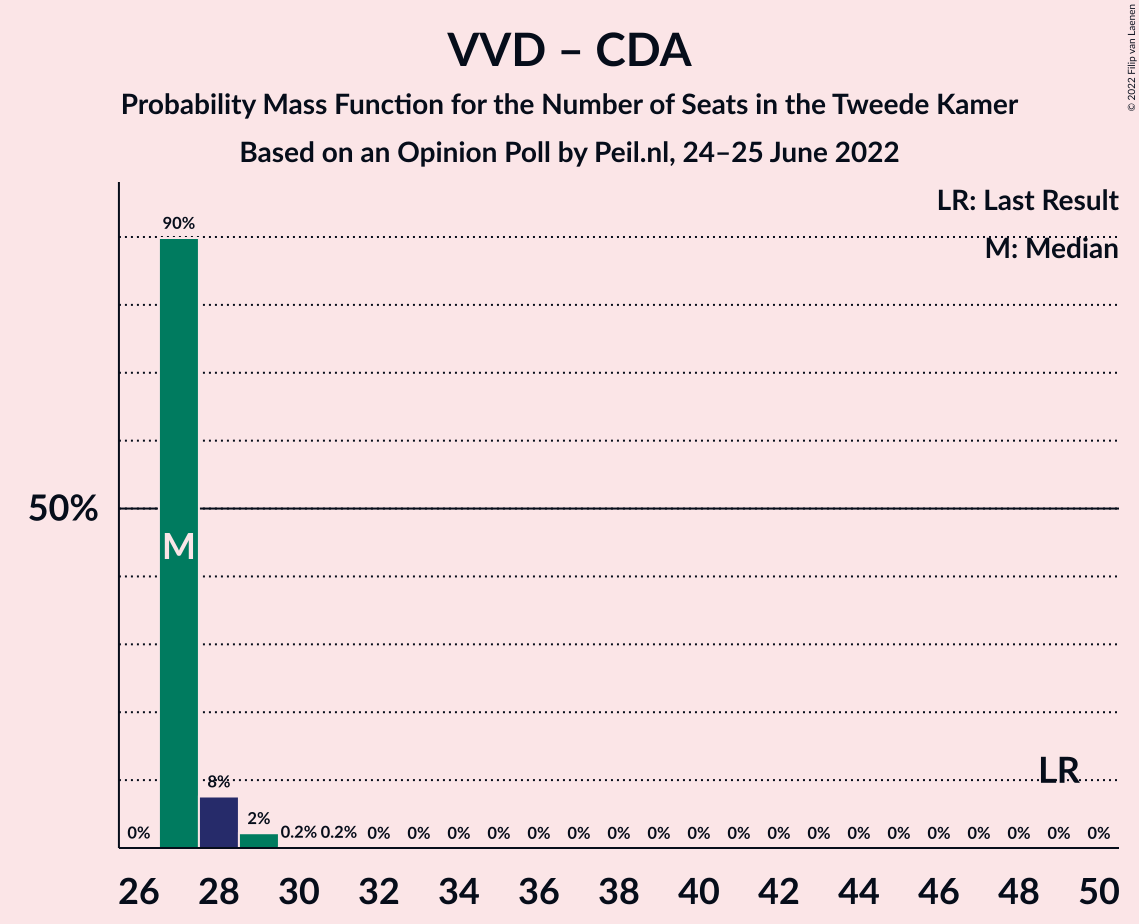 VVD – CDA
Probability Mass Function for the Number of Seats in the Tweede Kamer
Based on an Opinion Poll by Peil.nl, 24–25 June 2022
© 2022 Filip van Laenen
LR: Last Result
M: Median
90%
50%
M
LR
8%
2%
0% 0.2% 0.2% 0% 0% 0% 0% 0% 0% 0% 0% 0% 0% 0% 0% 0% 0% 0% 0% 0% 0% 0%
26 28 30 32 34 36 38 40 42 44 46 48 50